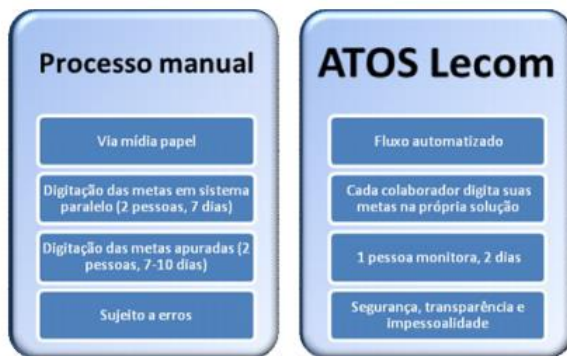 Processo manual
Via mídia papel
Digitação das metas em sistema
paralelo (2 pessoas, 7 dias)
Digitação das metas apuradas (2
pessoas, 7-10 dias)
Sujeito a erros
ATOS Lecom
Fluxo automatizado
Cada colaborador digita suas
metas na própria solução
1 pessoa monitora, 2 dias
Segurança, transparência e
impessoalidade